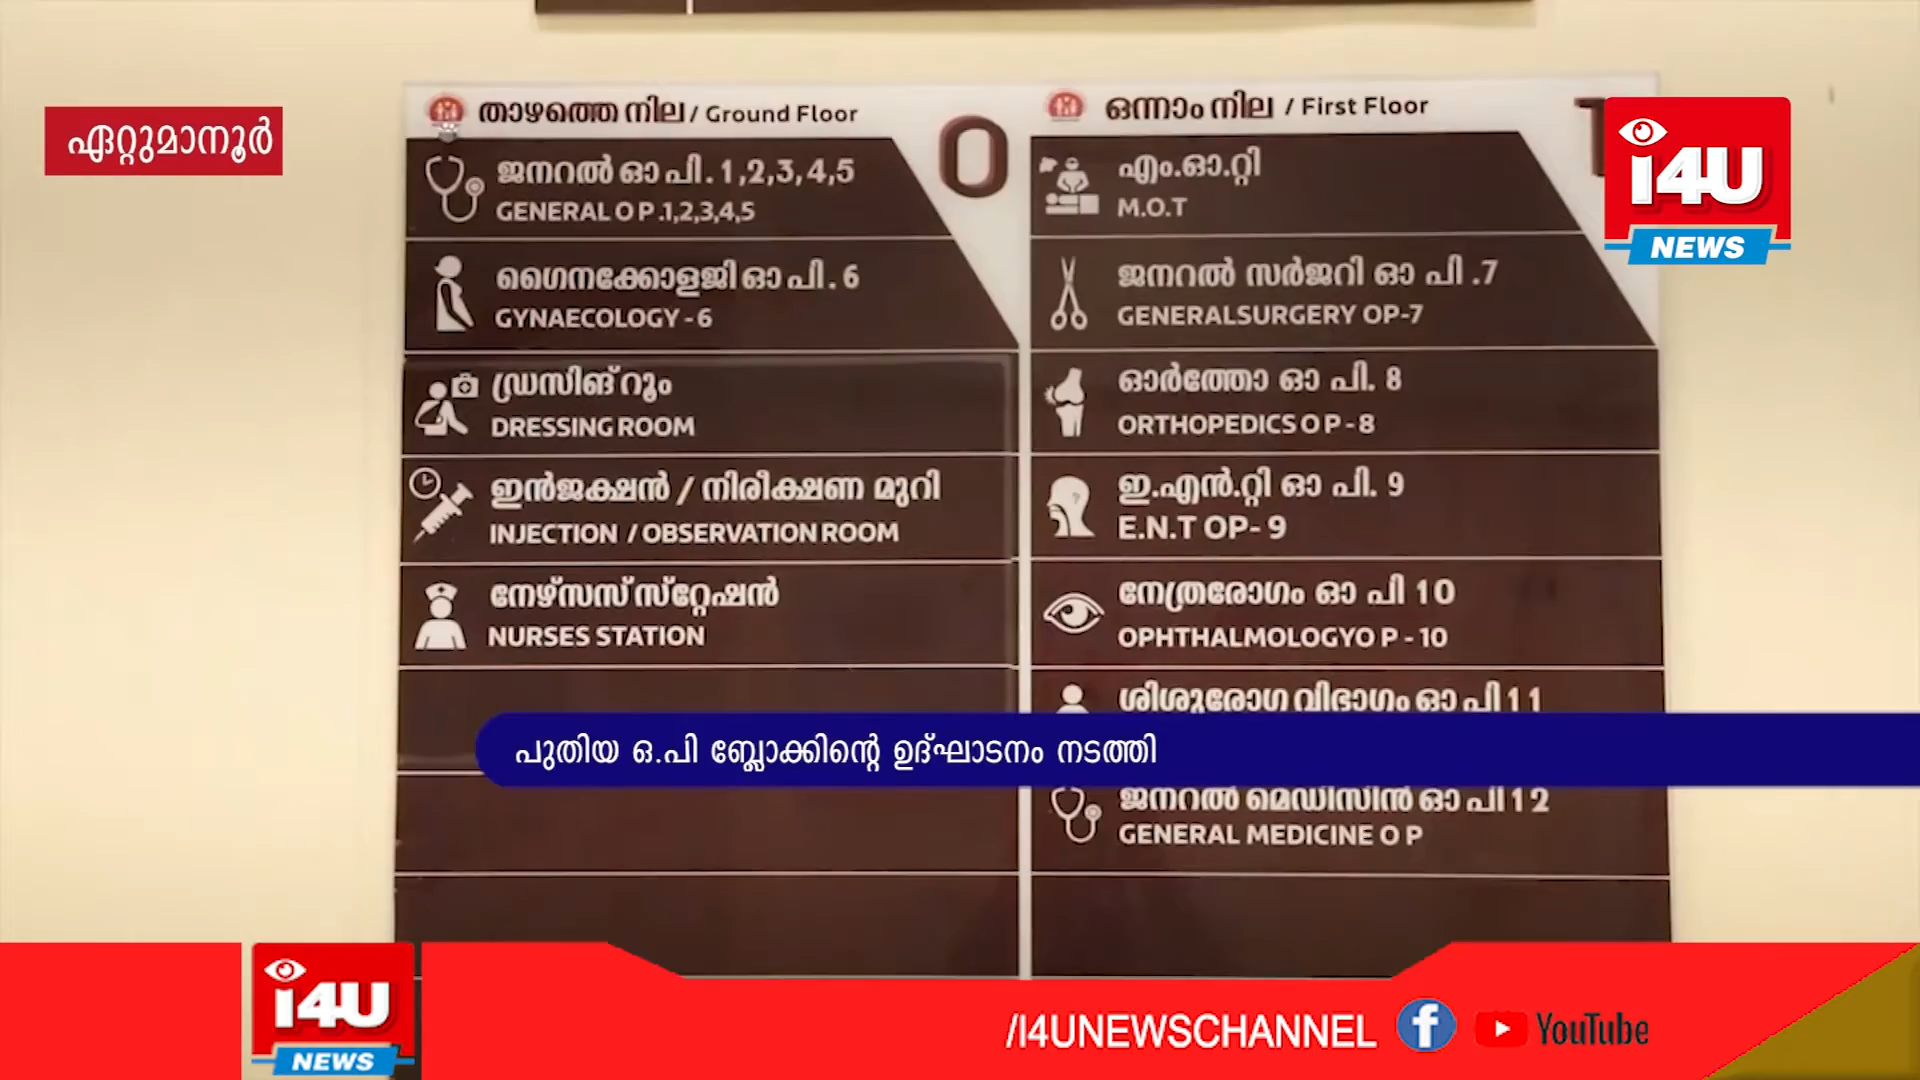 ഏറ്റുമാനൂർ
താഴത്തെ നില / Ground Floor
0
ജനറൽ ഓ പി . 1,2,3,4,5
GENERAL O P .1,2,3,4,5
ഗൈനക്കോളജി ഓ പി . 6
GYNAECOLOGY - 6
ഡ്രസിങ് റൂം
DRESSING ROOM
ഇൻജക്ഷൻ / നിരീക്ഷണ മുറി
INJECTION / OBSERVATION ROOM
നേഴ്സസ് സ്റ്റേഷൻ
NURSES STATION
ഒന്നാം നില / First Floor
എം.ഓ.റ്റി
M.O.T
ജനറൽ സർജറി ഓ പി .7
GENERALSURGERY OP-7
ഓർത്തോ ഓ പി. 8
ORTHOPEDICS O P - 8
ഇ.എൻ.റ്റി ഓ പി. 9
E.N.T OP- 9
നേത്രരോഗം ഓ പി 10
OPHTHALMOLOGYO P - 10
ശിശുരോഗ വിഭാഗം ഓ പി 11
ജനറൽ മെഡിസിൻ ഓ പി 12
GENERAL MEDICINE O P
i4U
NEWS
പുതിയ ഒ.പി ബ്ലോക്കിന്റെ ഉദ്ഘാടനം നടത്തി
i4U
NEWS
/I4UNEWSCHANNEL
YouTube